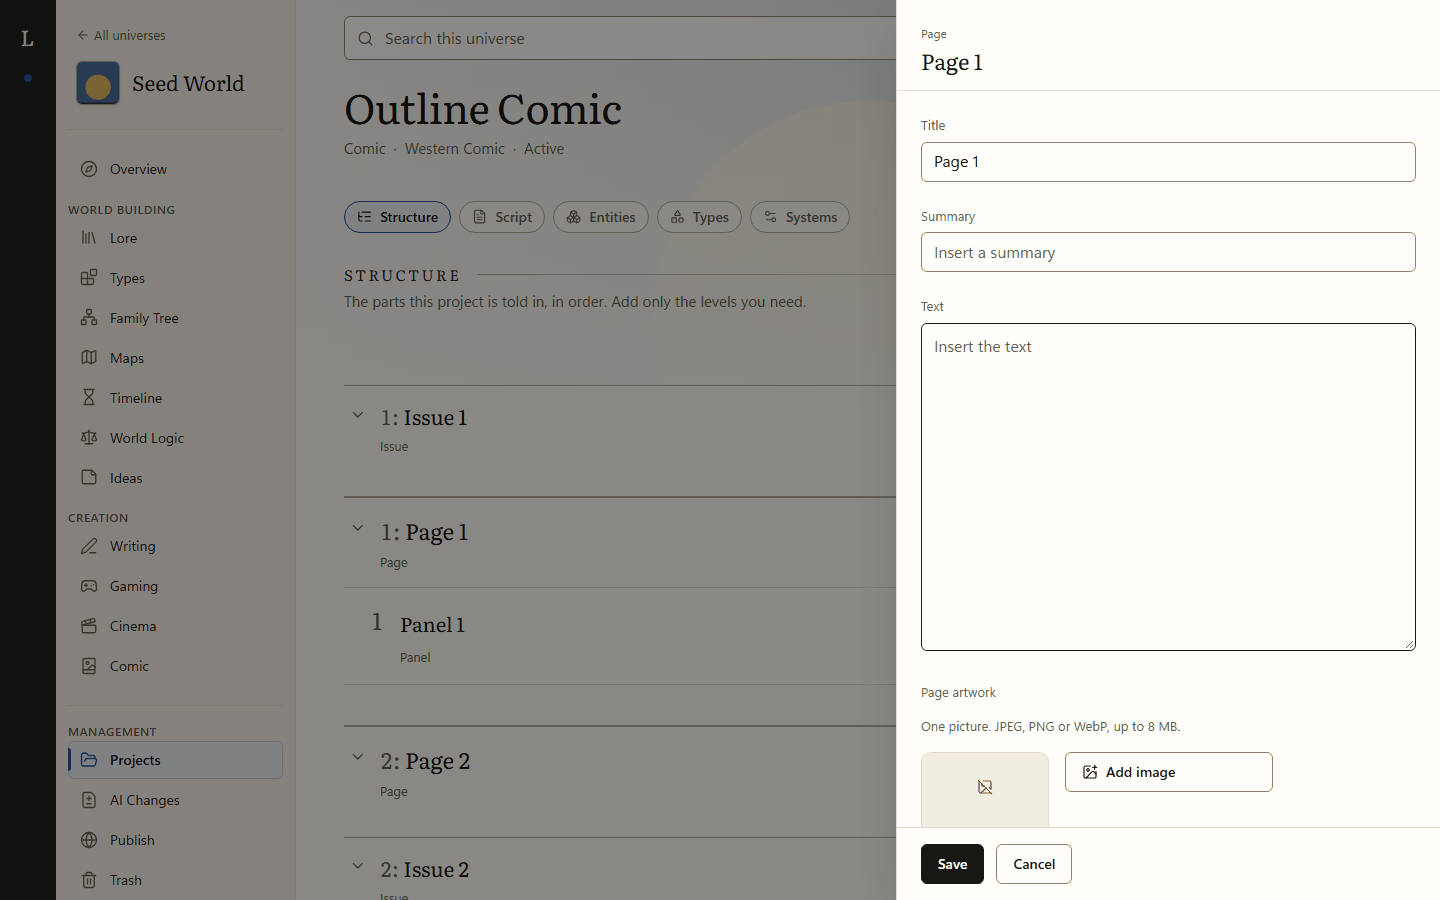 L
All universes
Seed World
Overview
WORLD BUILDING
Lore
Types
Family Tree
Maps
Timeline
World Logic
Ideas
CREATION
Writing
Gaming
Cinema
Comic
MANAGEMENT
Projects
AI Changes
Publish
Trash
Search this universe
Outline Comic
Comic · Western Comic · Active
Structure
Script
Entities
Types
Systems
STRUCTURE
The parts this project is told in, in order. Add only the levels you need.
1: Issue 1
Issue
1: Page 1
Page
1 Panel 1
Panel
2: Page 2
Page
2: Issue 2
Issue
Page
Page 1
Title
Page 1
Summary
Insert a summary
Text
Insert the text
Page artwork
One picture. JPEG, PNG or WebP, up to 8 MB.
Add image
Save
Cancel